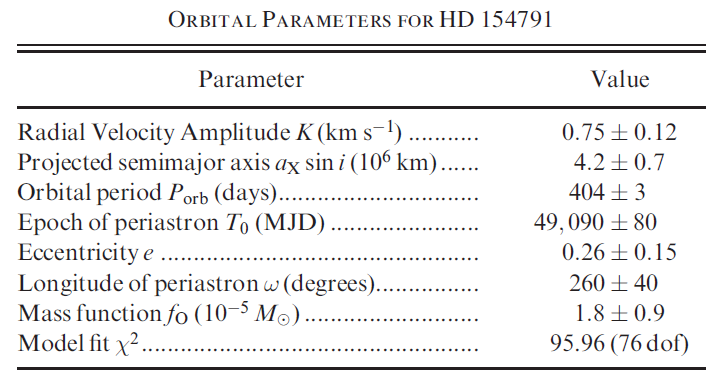 ORBITAL PARAMETERS FOR HD 154791
Parameter Value
Radial Velocity Amplitude K (km s⁻¹) ........... 0.75 ± 0.12
Projected semimajor axis aX sin i (10⁶ km)...... 4.2 ± 0.7
Orbital period Porb (days)............................. 404 ± 3
Epoch of periastron T0 (MJD) ..................... 49,090 ± 80
Eccentricity e ............................................. 0.26 ± 0.15
Longitude of periastron ω (degrees)............... 260 ± 40
Mass function fO (10⁻⁵ M⊙) ......................... 1.8 ± 0.9
Model fit χ²................................................ 95.96 (76 dof)